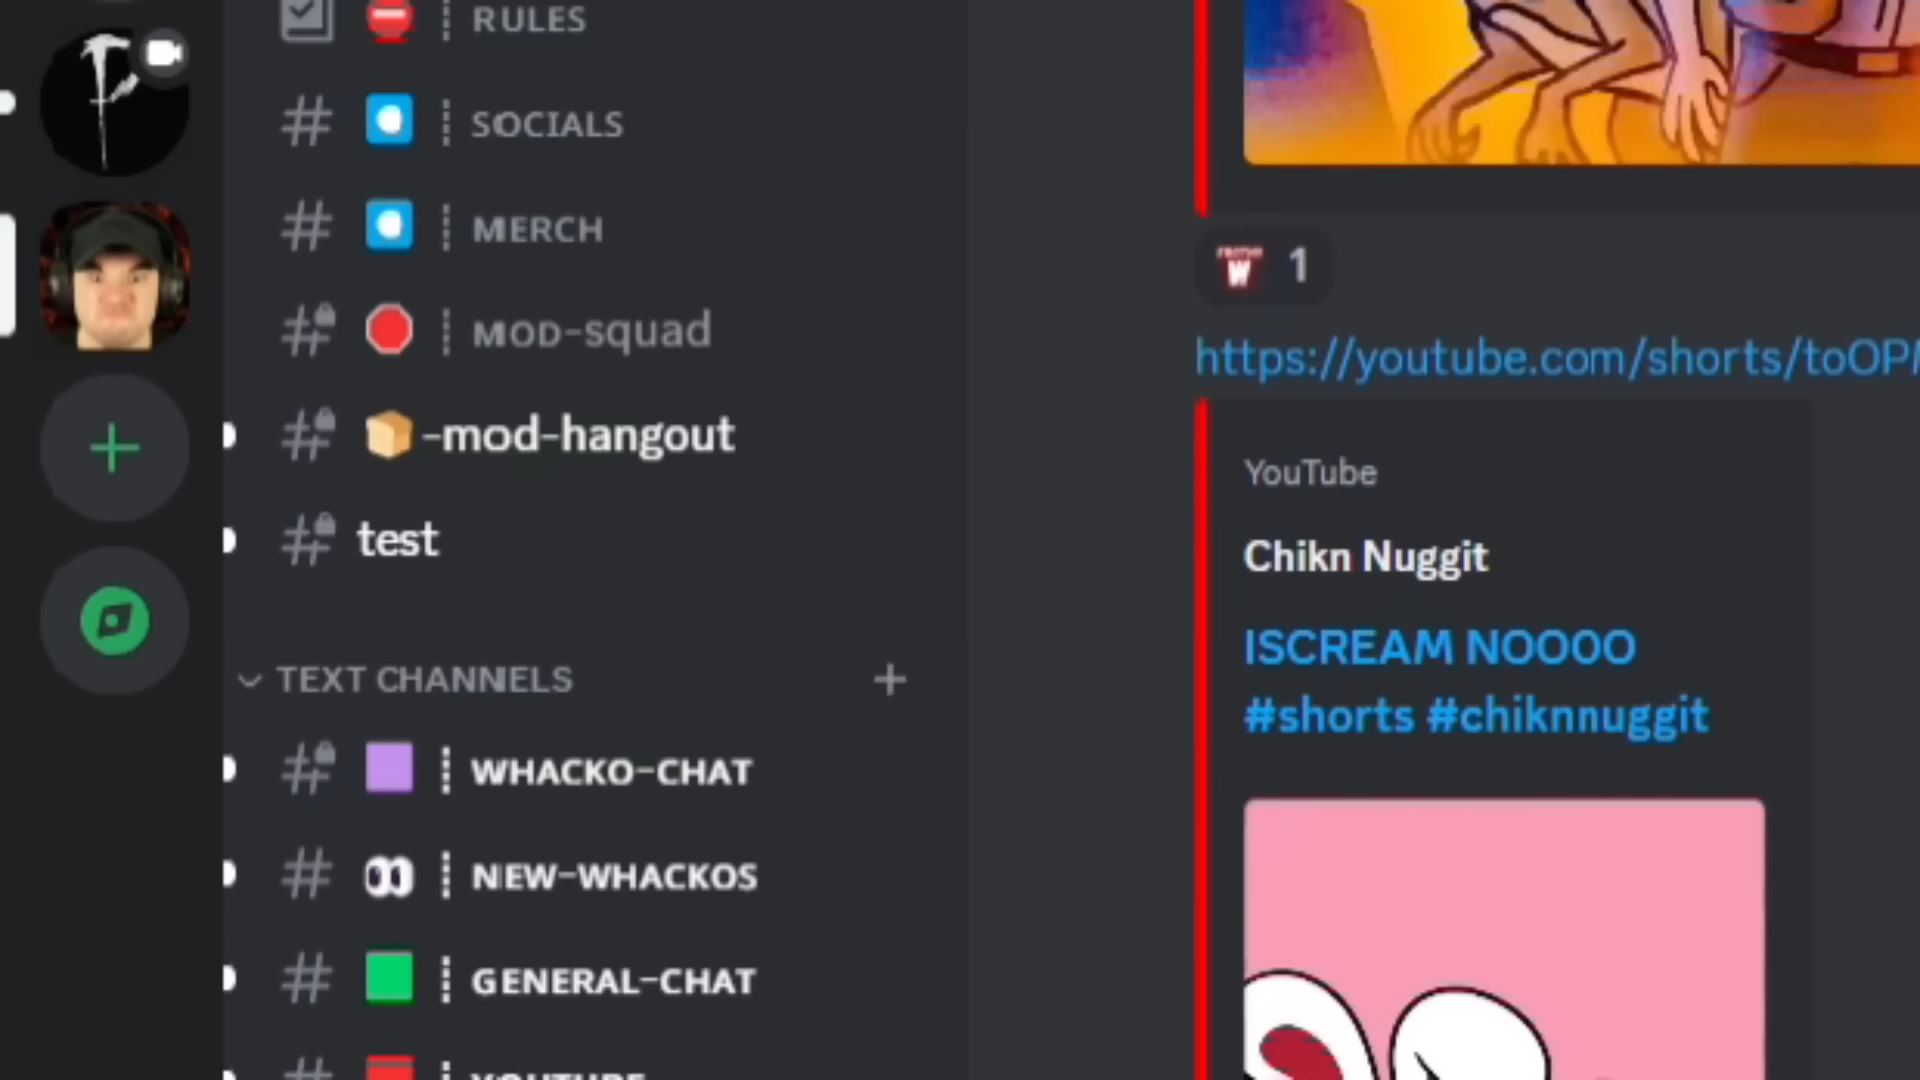 RULES
SOCIALS
MERCH
MOD-squad
-mod-hangout
test
TEXT CHANNELS
WHACKO-CHAT
NEW-WHACKOS
GENERAL-CHAT
YOUTUBE
W 1
https://youtube.com/shorts/toOP
YouTube
Chikn Nuggit
ISCREAM NOOOO
#shorts #chiknnuggit